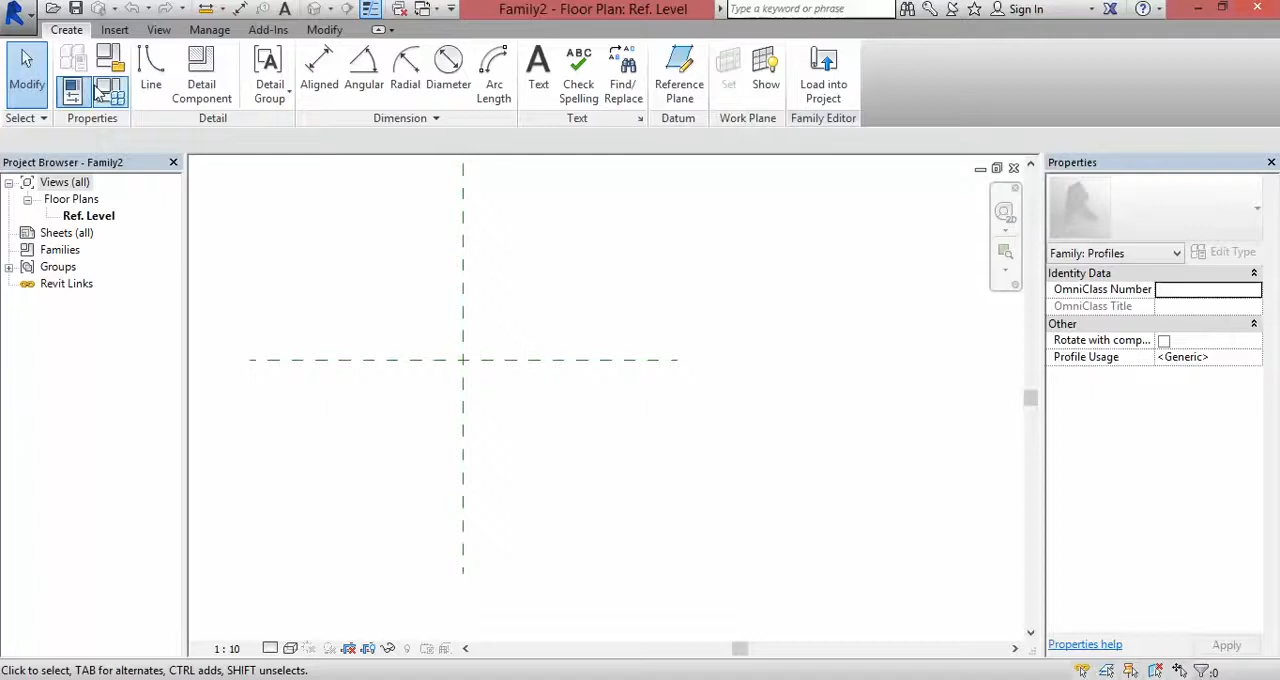 Family2 - Floor Plan: Ref. Level
Type a keyword or phrase
Sign In
Create Insert View Manage Add-Ins Modify
Modify
Line
Detail Component
Detail Group
Aligned Angular Radial Diameter
Arc Length
Text
ABC
Check Spelling
Find/ Replace
Reference Plane
Set Show
Load into Project
Select Properties Detail Dimension Text Datum Work Plane Family Editor
Project Browser - Family2
Views (all)
Floor Plans
Ref. Level
Sheets (all)
Families
Groups
Revit Links
2D
Properties
Family: Profiles Edit Type
Identity Data
OmniClass Number
OmniClass Title
Other
Rotate with comp...
Profile Usage <Generic>
Properties help Apply
1 : 10
Click to select, TAB for alternates, CTRL adds, SHIFT unselects.
:0